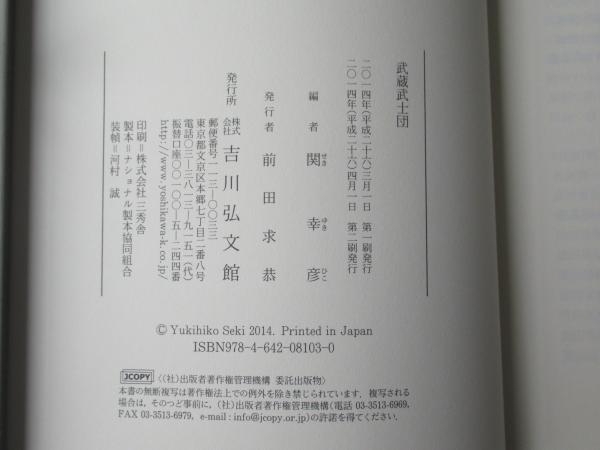 武蔵武士団
二〇一四年(平成二十六)三月一日 第一刷発行
二〇一四年(平成二十六)四月一日 第二刷発行
編者 関 幸彦
せき ゆき ひこ
発行者 前田求恭
発行所 株式会社 吉川弘文館
郵便番号一一三―〇〇三三
東京都文京区本郷七丁目二番八号
電話〇三―三八一三―九一五一(代)
振替口座〇〇一〇〇―五―二四四番
http://www.yoshikawa-k.co.jp/
印刷=株式会社 三秀舎
製本=ナショナル製本協同組合
装幀=河村 誠
© Yukihiko Seki 2014. Printed in Japan
ISBN978-4-642-08103-0
JCOPY 〈(社)出版者著作権管理機構 委託出版物〉
本書の無断複写は著作権法上での例外を除き禁じられています. 複写される
場合は, そのつど事前に, (社)出版者著作権管理機構(電話 03-3513-6969,
FAX 03-3513-6979, e-mail : info@jcopy.or.jp)の許諾を得てください.